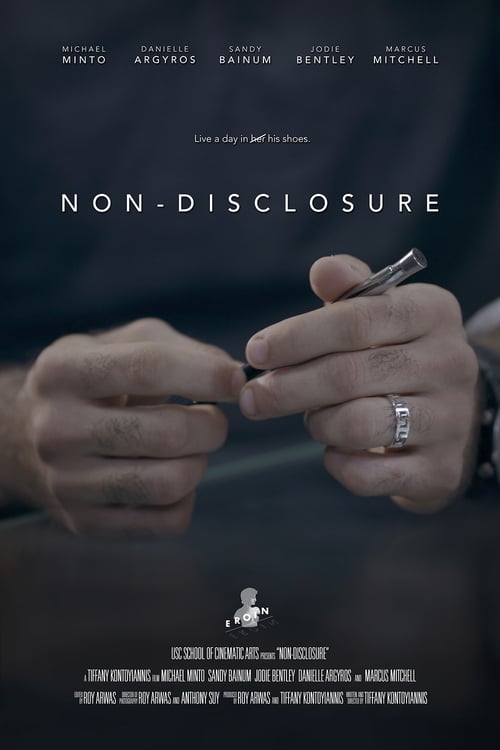 MICHAEL MINTO DANIELLE ARGYROS SANDY BAINUM JODIE BENTLEY MARCUS MITCHELL
Live a day in her his shoes.
NON-DISCLOSURE
EROMN
USC SCHOOL OF CINEMATIC ARTS PRESENTS "NON-DISCLOSURE"
A TIFFANY KONTOYIANNIS FILM MICHAEL MINTO SANDY BAINUM JODIE BENTLEY DANIELLE ARGYROS AND MARCUS MITCHELL
EDITED BY ROY ARWAS DIRECTOR OF PHOTOGRAPHY ROY ARWAS AND ANTHONY SUY PRODUCED BY ROY ARWAS AND TIFFANY KONTOYIANNIS WRITTEN AND DIRECTED BY TIFFANY KONTOYIANNIS